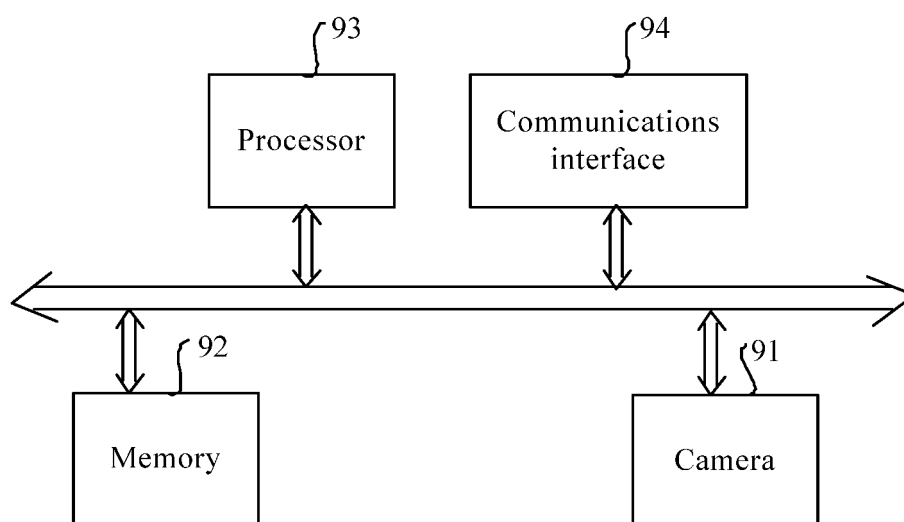 93
94
Processor
Communications
interface
92
91
Memory
Camera